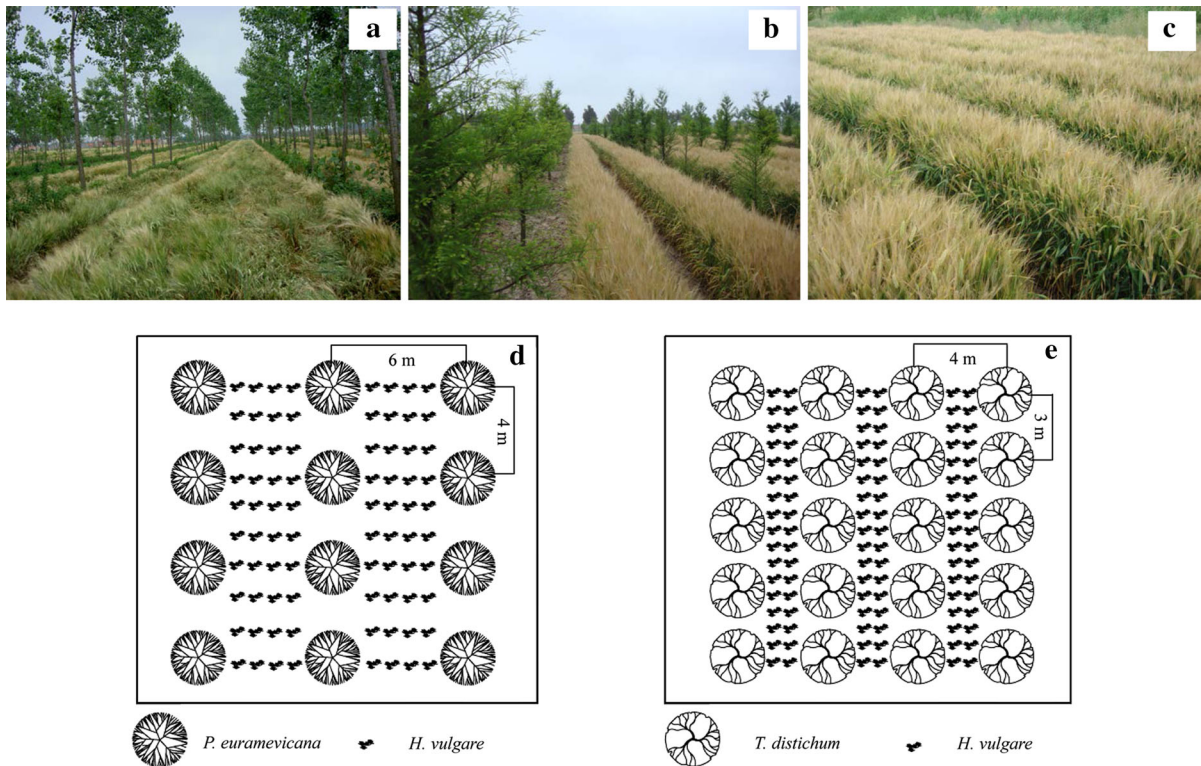 a
b
c
d
6 m
4 m
e
4 m
3 m
P. euramevicana
H. vulgare
T. distichum
H. vulgare